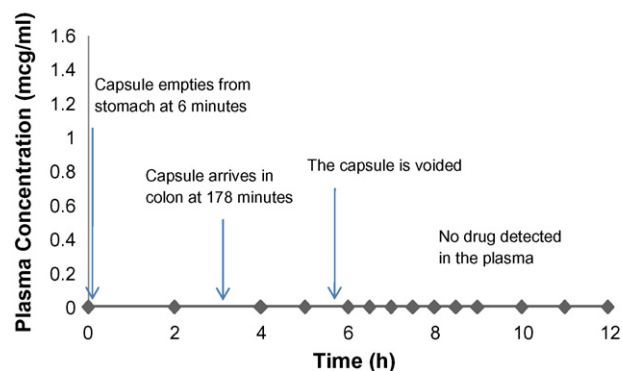 Plasma Concentration (mcg/ml)
1.6
1.4
1.2
1
0.8
0.6
0.4
0.2
0
Capsule empties from
stomach at 6 minutes
Capsule arrives in
colon at 178 minutes
The capsule is voided
No drug detected
in the plasma
0 2 4 6 8 10 12
Time (h)